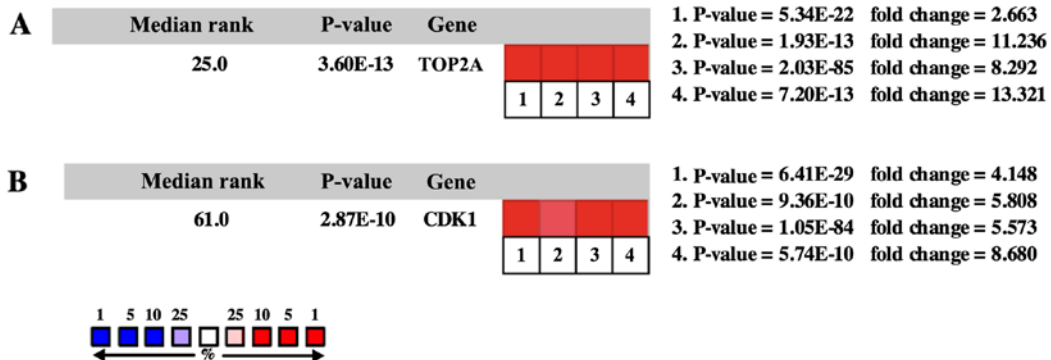 A
Median rank P-value Gene
25.0 3.60E-13 TOP2A
1 2 3 4
1. P-value = 5.34E-22 fold change = 2.663
2. P-value = 1.93E-13 fold change = 11.236
3. P-value = 2.03E-85 fold change = 8.292
4. P-value = 7.20E-13 fold change = 13.321
B
Median rank P-value Gene
61.0 2.87E-10 CDK1
1 2 3 4
1. P-value = 6.41E-29 fold change = 4.148
2. P-value = 9.36E-10 fold change = 5.808
3. P-value = 1.05E-84 fold change = 5.573
4. P-value = 5.74E-10 fold change = 8.680
1 5 10 25 25 10 5 1
%